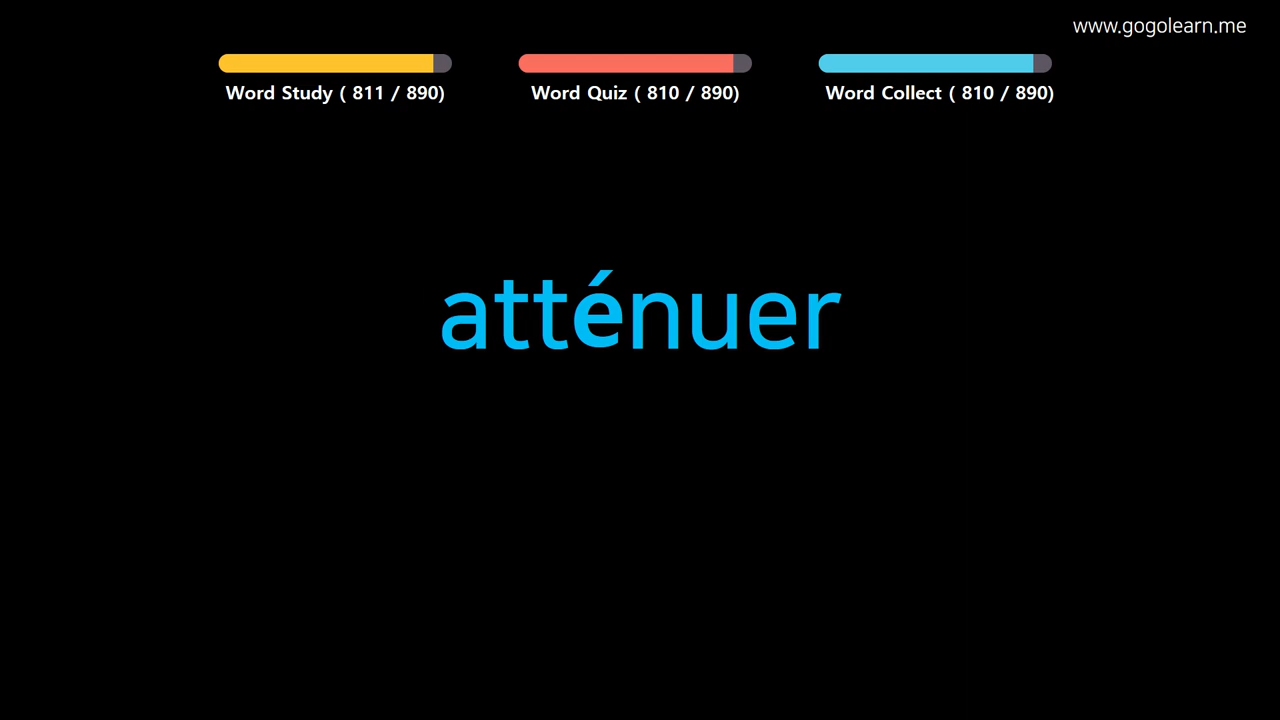 www.gogolearn.me
Word Study ( 811 / 890)
Word Quiz ( 810 / 890)
Word Collect ( 810 / 890)
atténuer